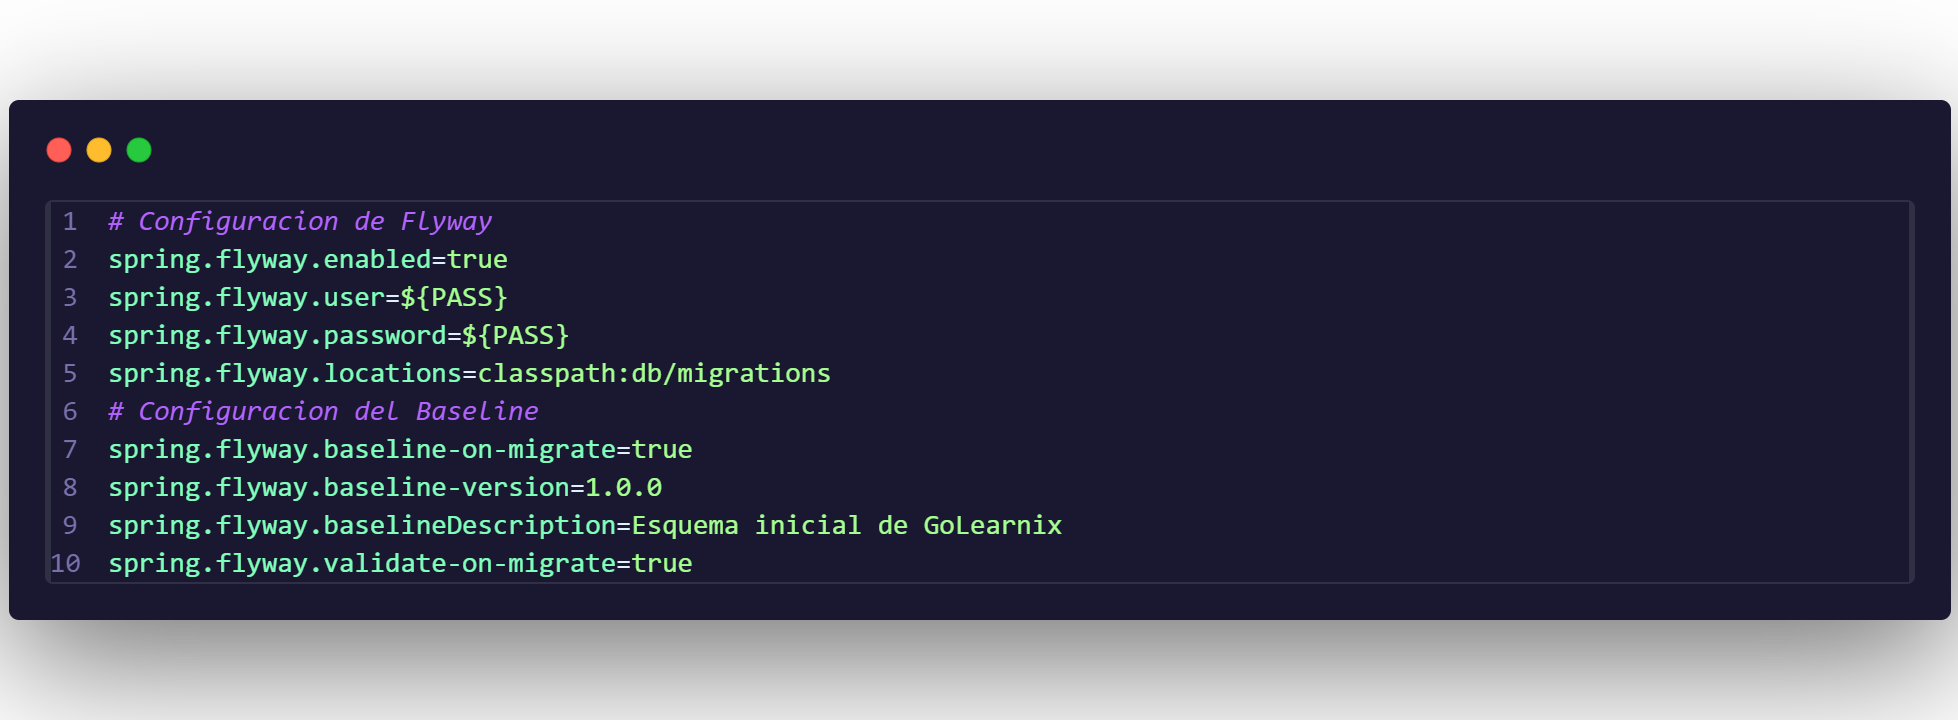 1 # Configuracion de Flyway
2 spring.flyway.enabled=true
3 spring.flyway.user=${PASS}
4 spring.flyway.password=${PASS}
5 spring.flyway.locations=classpath:db/migrations
6 # Configuracion del Baseline
7 spring.flyway.baseline-on-migrate=true
8 spring.flyway.baseline-version=1.0.0
9 spring.flyway.baselineDescription=Esquema inicial de GoLearnix
10 spring.flyway.validate-on-migrate=true